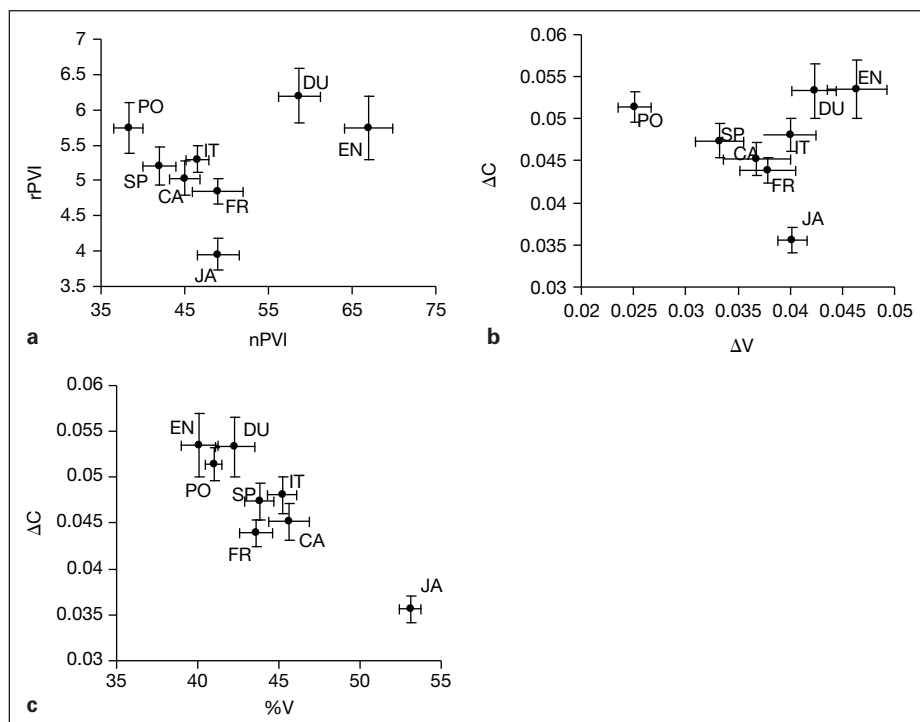 7
6.5
6
5.5
5
4.5
4
3.5
rPVI
35 45 55 65 75
nPVI
PO
SP
CA
IT
FR
JA
DU
EN
a
0.06
0.055
0.05
0.045
0.04
0.035
0.03
ΔC
0.02 0.025 0.03 0.035 0.04 0.045 0.05
ΔV
PO
SP
CA
IT
FR
JA
DU
EN
b
0.06
0.055
0.05
0.045
0.04
0.035
0.03
ΔC
35 40 45 50 55
%V
EN
DU
PO
SP
IT
FR
CA
JA
c